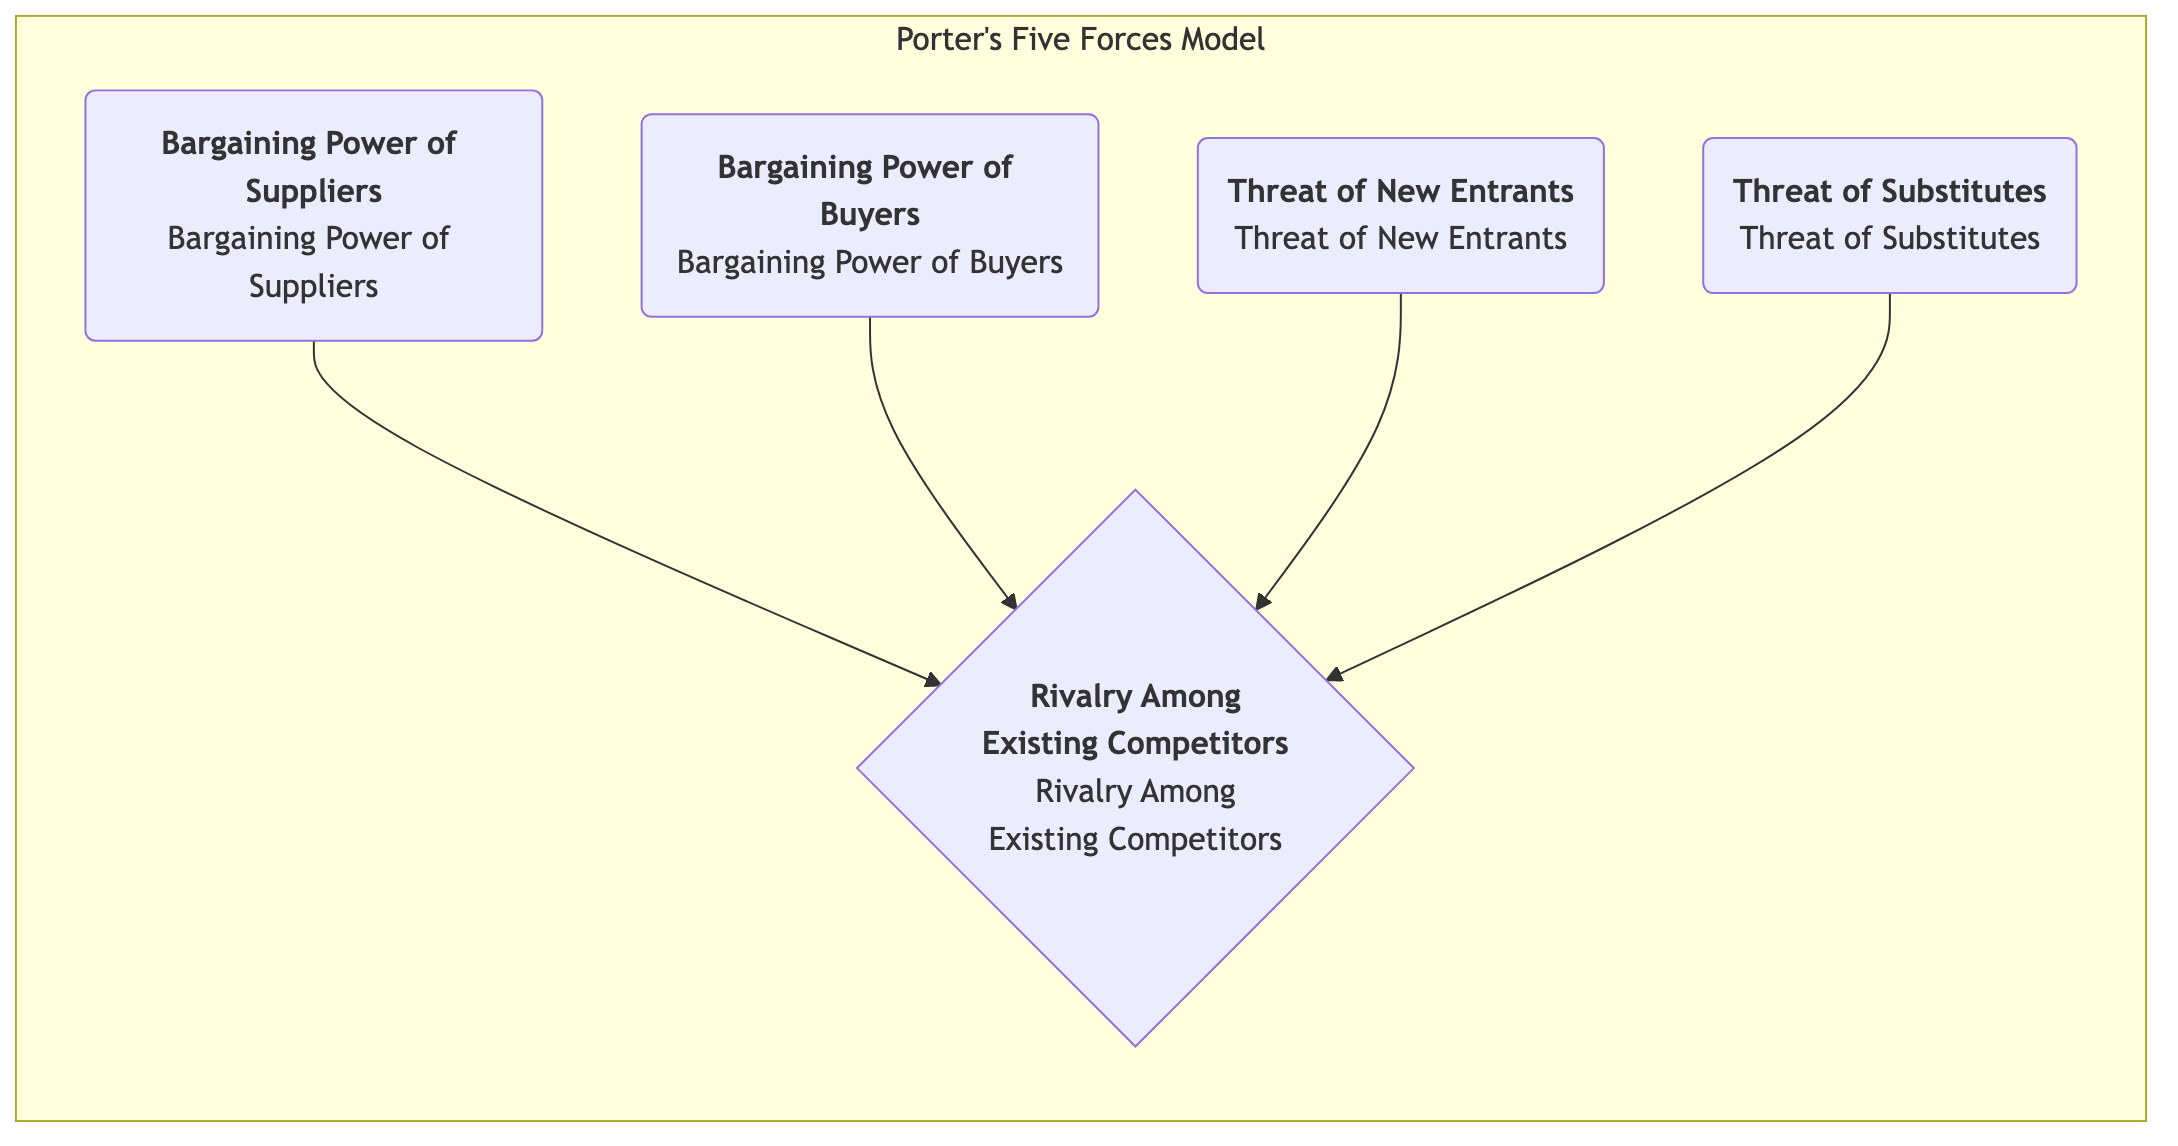 Porter's Five Forces Model
Bargaining Power of
Suppliers
Bargaining Power of
Suppliers
Bargaining Power of
Buyers
Bargaining Power of Buyers
Threat of New Entrants
Threat of New Entrants
Threat of Substitutes
Threat of Substitutes
Rivalry Among
Existing Competitors
Rivalry Among
Existing Competitors